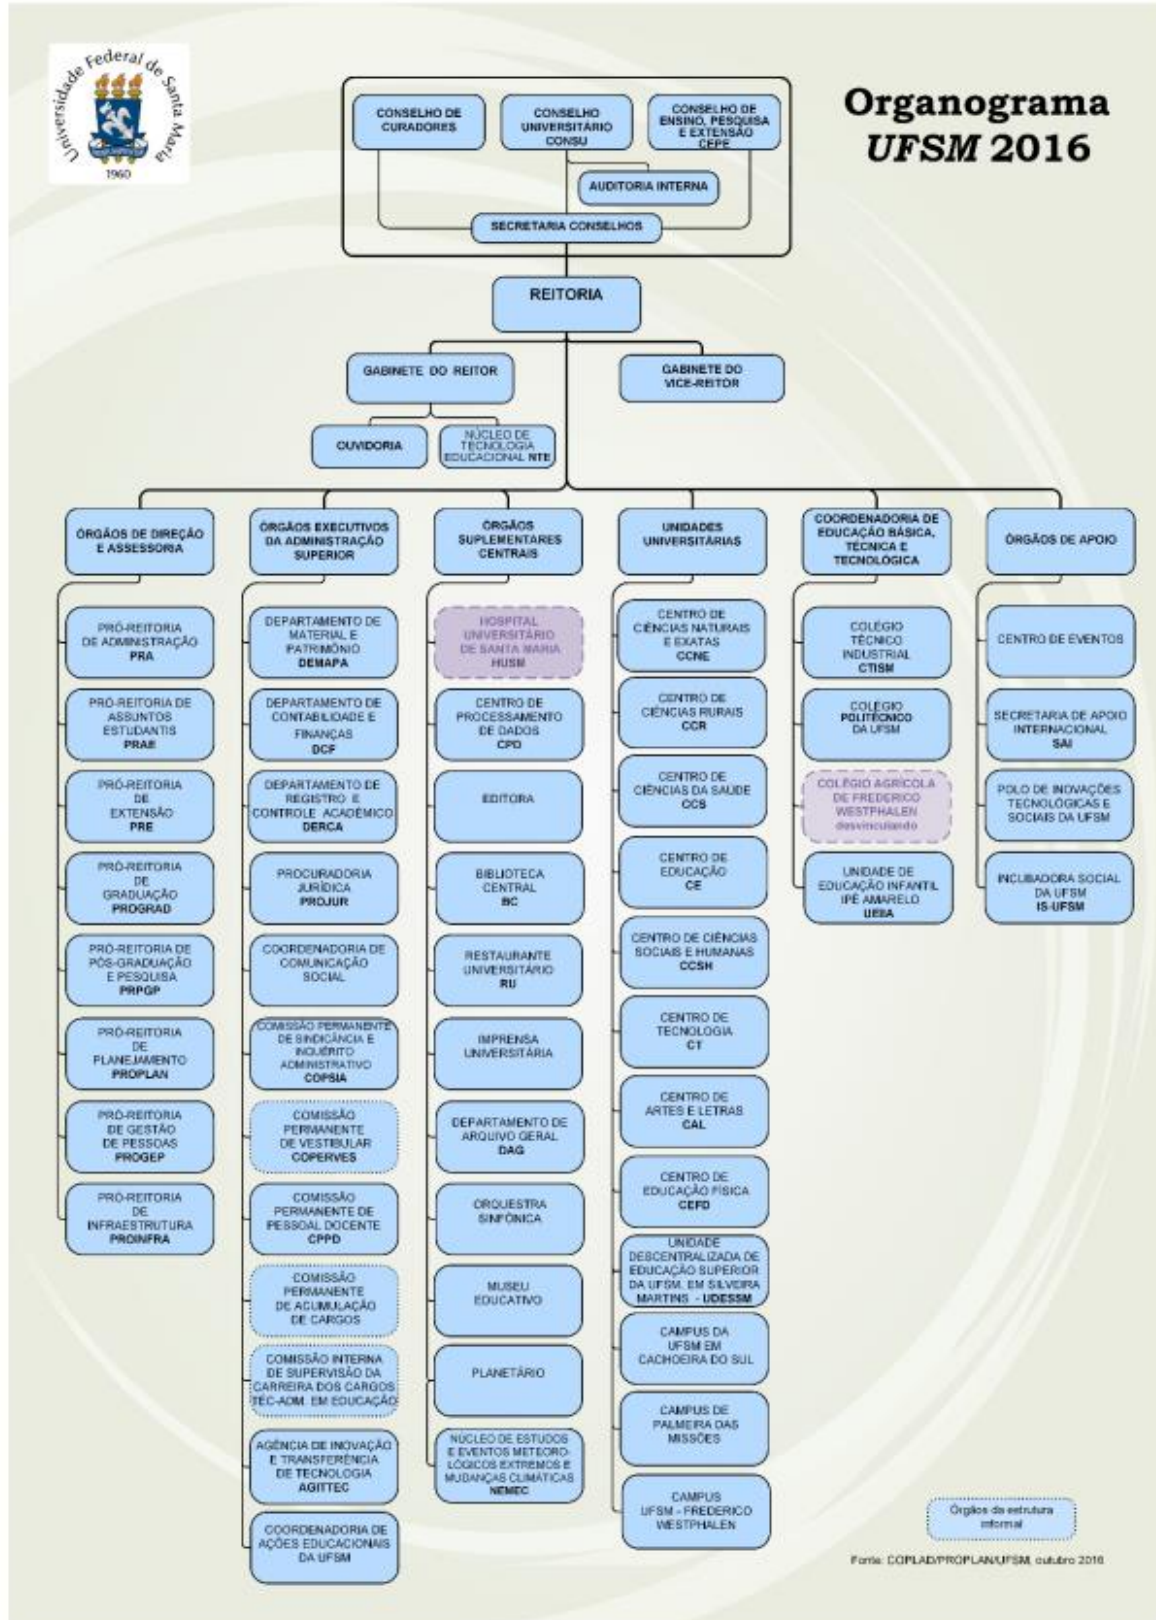 Universidade Federal de Santa Maria
1960
Organograma
UFSM 2016
CONSELHO DE
CURADORES
CONSELHO
UNIVERSITÁRIO
CONSU
CONSELHO DE
ENSINO, PESQUISA
E EXTENSÃO
CEPE
AUDITORIA INTERNA
SECRETARIA CONSELHOS
REITORIA
GABINETE DO REITOR
GABINETE DO
VICE-REITOR
OUVIDORIA
NÚCLEO DE
TECNOLOGIA
EDUCACIONAL NTE
ÓRGÃOS DE DIREÇÃO
E ASSESSORIA
PRÓ-REITORIA
DE ADMINISTRAÇÃO
PRA
PRÓ-REITORIA DE
ASSUNTOS
ESTUDANTIS
PRAE
PRÓ-REITORIA
DE
EXTENSÃO
PRE
PRÓ-REITORIA
DE
GRADUAÇÃO
PROGRAD
PRÓ-REITORIA DE
PÓS-GRADUAÇÃO
E PESQUISA
PRPGP
PRÓ-REITORIA
DE
PLANEJAMENTO
PROPLAN
PRÓ-REITORIA
DE GESTÃO
DE PESSOAS
PROGEP
PRÓ-REITORIA
DE
INFRAESTRUTURA
PROINFRA
ÓRGÃOS EXECUTIVOS
DA ADMINISTRAÇÃO
SUPERIOR
DEPARTAMENTO DE
MATERIAL E
PATRIMÔNIO
DEMAPA
DEPARTAMENTO DE
CONTABILIDADE E
FINANÇAS
DCF
DEPARTAMENTO DE
REGISTRO E
CONTROLE ACADÊMICO
DERCA
PROCURADORIA
JURÍDICA
PROJUR
COORDENADORIA DE
COMUNICAÇÃO
SOCIAL
COMISSÃO PERMANENTE
DE SINDICÂNCIA E
INQUÉRITO
ADMINISTRATIVO
COPSIA
COMISSÃO
PERMANENTE
DE VESTIBULAR
COPERVES
COMISSÃO
PERMANENTE DE
PESSOAL DOCENTE
CPPD
COMISSÃO
PERMANENTE
DE ACUMULAÇÃO
DE CARGOS
COMISSÃO INTERNA
DE SUPERVISÃO DA
CARREIRA DOS CARGOS
TÉC-ADM. EM EDUCAÇÃO
AGÊNCIA DE INOVAÇÃO
E TRANSFERÊNCIA
DE TECNOLOGIA
AGITTEC
COORDENADORIA DE
AÇÕES EDUCACIONAIS
DA UFSM
ÓRGÃOS
SUPLEMENTARES
CENTRAIS
HOSPITAL
UNIVERSITÁRIO
DE SANTA MARIA
HUSM
CENTRO DE
PROCESSAMENTO
DE DADOS
CPD
EDITORA
BIBLIOTECA
CENTRAL
BC
RESTAURANTE
UNIVERSITÁRIO
RU
IMPRENSA
UNIVERSITÁRIA
DEPARTAMENTO DE
ARQUIVO GERAL
DAG
ORQUESTRA
SINFÔNICA
MUSEU
EDUCATIVO
PLANETÁRIO
NÚCLEO DE ESTUDOS
E EVENTOS METEORO-
LÓGICOS EXTREMOS E
MUDANÇAS CLIMÁTICAS
NEMEC
UNIDADES
UNIVERSITÁRIAS
CENTRO DE
CIÊNCIAS NATURAIS
E EXATAS
CCNE
CENTRO DE
CIÊNCIAS RURAIS
CCR
CENTRO DE
CIÊNCIAS DA SAÚDE
CCS
CENTRO DE
EDUCAÇÃO
CE
CENTRO DE CIÊNCIAS
SOCIAIS E HUMANAS
CCSH
CENTRO DE
TECNOLOGIA
CT
CENTRO DE
ARTES E LETRAS
CAL
CENTRO DE
EDUCAÇÃO FÍSICA
CEFD
UNIDADE
DESCENTRALIZADA DE
EDUCAÇÃO SUPERIOR
DA UFSM. EM SILVEIRA
MARTINS - UDESSM
CAMPUS DA
UFSM EM
CACHOEIRA DO SUL
CAMPUS DE
PALMEIRA DAS
MISSÕES
CAMPUS
UFSM - FREDERICO
WESTPHALEN
COORDENADORIA DE
EDUCAÇÃO BÁSICA,
TÉCNICA E
TECNOLÓGICA
COLÉGIO
TÉCNICO
INDUSTRIAL
CTISM
COLÉGIO
POLITÉCNICO
DA UFSM
COLÉGIO AGRÍCOLA
DE FREDERICO
WESTPHALEN
desvinculando
UNIDADE DE
EDUCAÇÃO INFANTIL
IPÊ AMARELO
UEIIA
ÓRGÃOS DE APOIO
CENTRO DE EVENTOS
SECRETARIA DE APOIO
INTERNACIONAL
SAI
POLO DE INOVAÇÕES
TECNOLÓGICAS E
SOCIAIS DA UFSM
INCUBADORA SOCIAL
DA UFSM
IS-UFSM
Órgãos da estrutura
informal
Fonte: COPLAD/PROPLAN/UFSM, outubro 2016